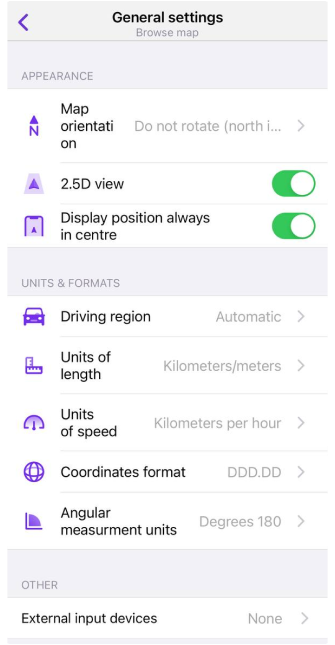 General settings
Browse map
APPEARANCE
Map
orientati
on
Do not rotate (north i...
N
2.5D view
Display position always
in centre
UNITS & FORMATS
Driving region
Automatic
Units of
length
Kilometers/meters
Units
of speed
Kilometers per hour
Coordinates format
DDD.DD
Angular
measurment units
Degrees 180
OTHER
External input devices
None